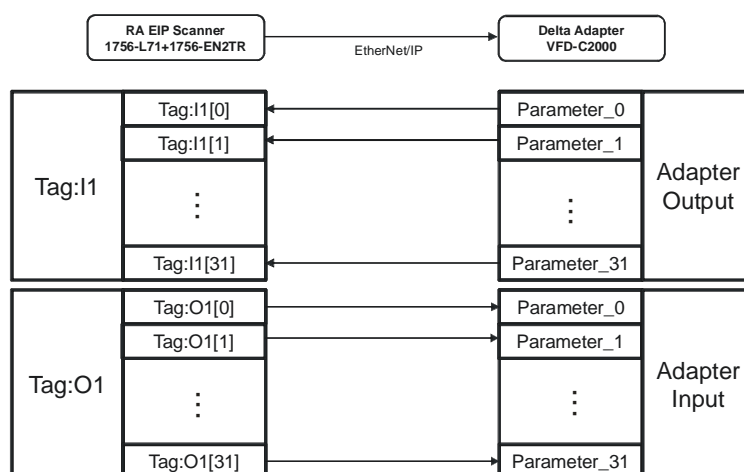 RA EIP Scanner
1756-L71+1756-EN2TR
EtherNet/IP
Delta Adapter
VFD-C2000
Tag:I1
Tag:I1[0]
Parameter_0
Tag:I1[1]
Parameter_1
⋮
⋮
Tag:I1[31]
Parameter_31
Adapter
Output
Tag:O1
Tag:O1[0]
Parameter_0
Tag:O1[1]
Parameter_1
⋮
⋮
Tag:O1[31]
Parameter_31
Adapter
Input